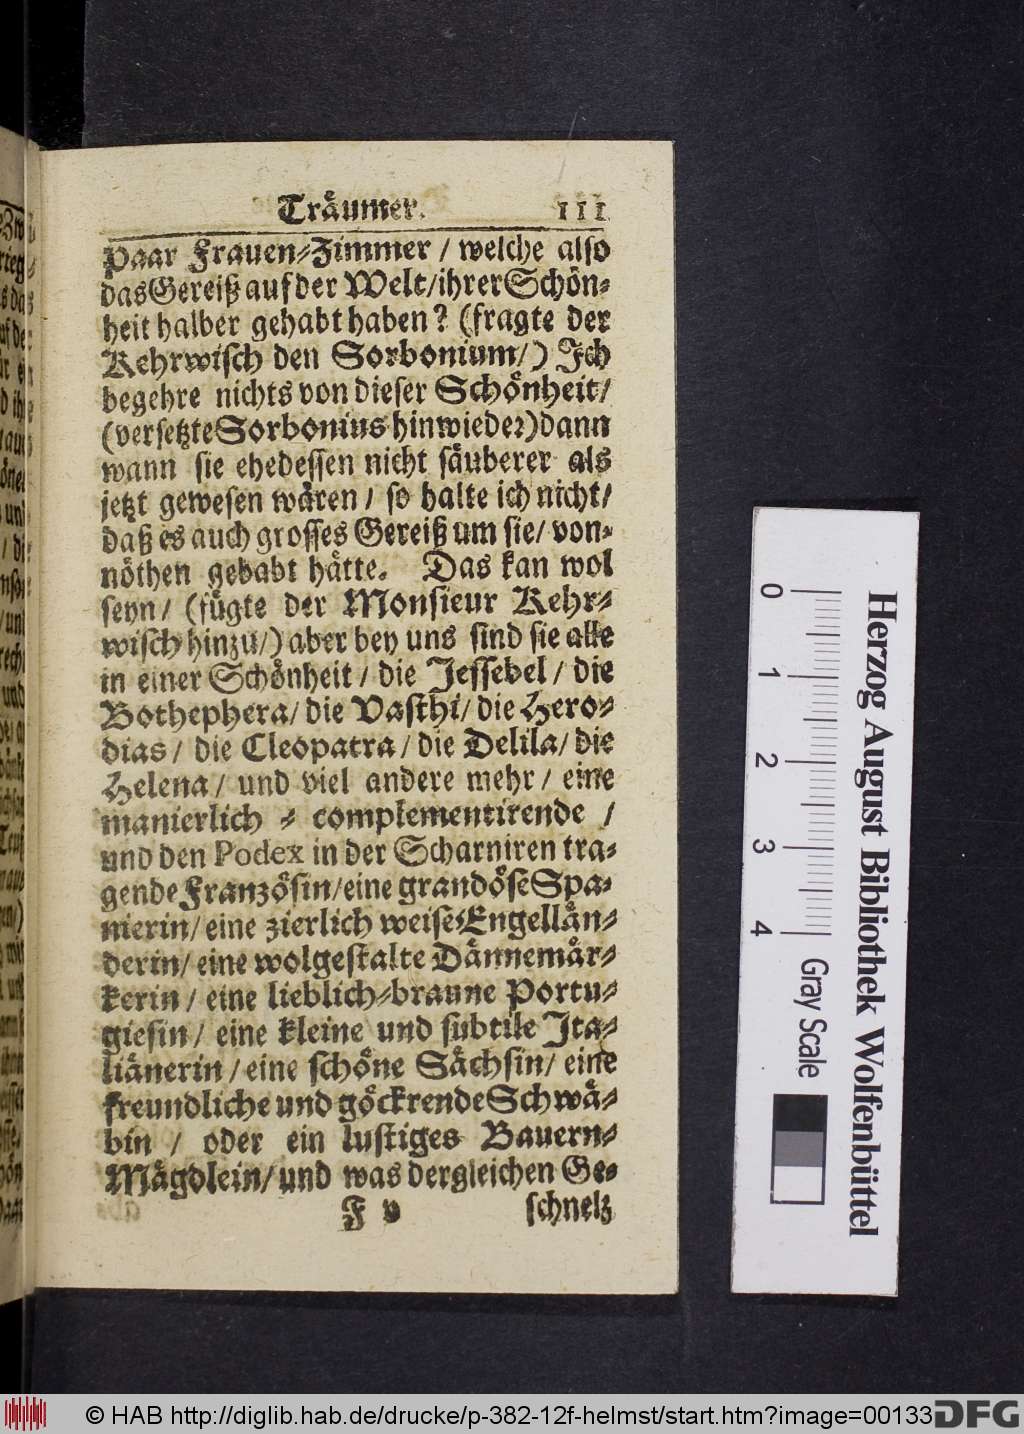 Träumer. 111
Paar Frauen-Zimmer / welche also
das Gereiß auf der Welt/ihrer Schön-
heit halber gehabt haben? (fragte der
Kehrwisch den Sorbonium/) Ich
begehre nichts von dieser Schönheit/
(versetzte Sorbonius hinwieder) dann
wann sie ehedessen nicht säuberer als
jetzt gewesen wären / so halte ich nicht/
daß es auch grosses Gereiß um sie/ von-
nöthen gehabt hätte. Das kan wol
seyn/ (fügte der Monsieur Kehr-
wisch hinzu/) aber bey uns sind sie alle
in einer Schönheit / die Jessebel / die
Bothephera/ die Vasthi/ die Hero-
dias / die Cleopatra / die Delila/ die
Helena / und viel andere mehr / eine
manierlich - complementirende /
und den Podex in der Scharniren tra-
gende Französin/eine grandöse Spa-
nierin/ eine zierlich weise Engellän-
derin/ eine wolgestalte Dännemär-
kerin / eine lieblich-braune Portu-
giesin / eine kleine und subtile Ita-
liänerin / eine schöne Sächsin/ eine
freundliche und göckrende Schwä-
bin / oder ein lustiges Bauern-
Mägdlein/ und was dergleichen Ge-
F v schnelz
0 1 2 3 4
Gray Scale
Herzog August Bibliothek Wolfenbüttel
© HAB http://diglib.hab.de/drucke/p-382-12f-helmst/start.htm?image=00133
DFG